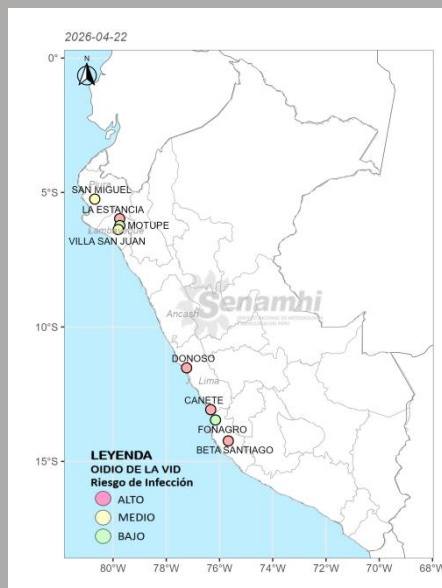 2026-04-22
N
0°
5°S
10°S
15°S
Piura
SAN MIGUEL
LA ESTANCIA
MOTUPE
Lambayeque
VILLA SAN JUAN
Senamhi
Ancash
DONOSO
Lima
CANETE
FONAGRO
BETA SANTIAGO
LEYENDA
OIDIO DE LA VID
Riesgo de Infección
ALTO
MEDIO
BAJO
80°W 78°W 76°W 74°W 72°W 70°W 68°W